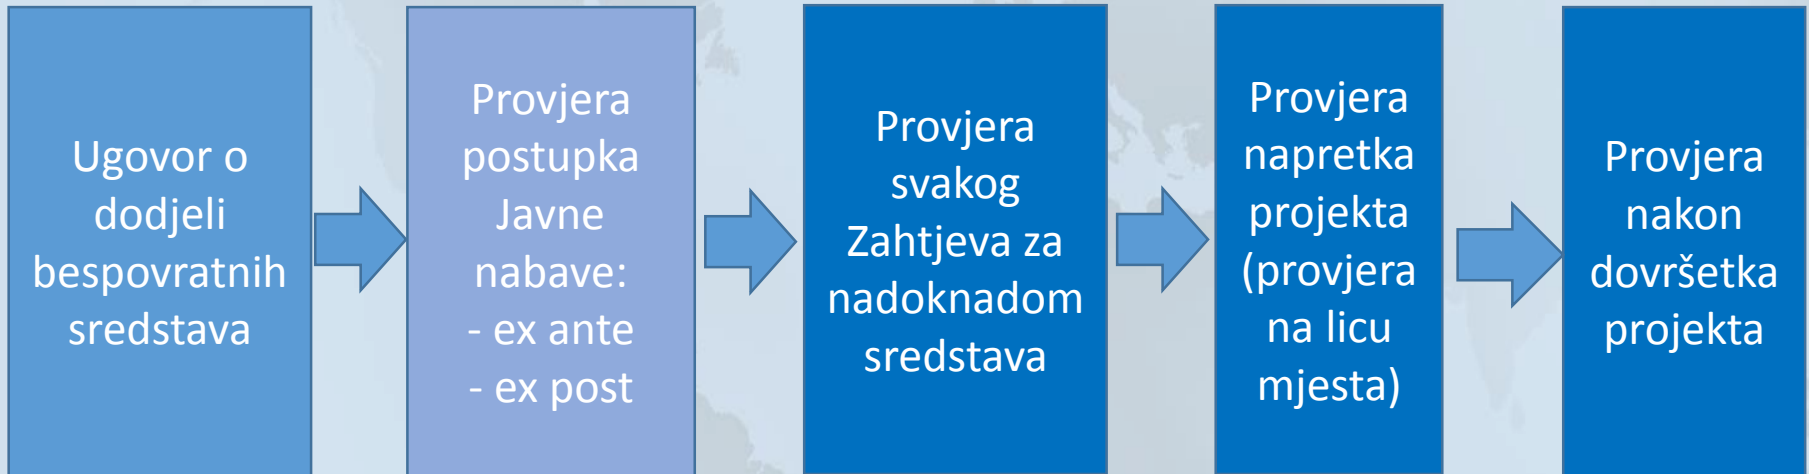 Ugovor o
dodjeli
bespovratnih
sredstava
Provjera
postupka
Javne
nabave:
- ex ante
- ex post
Provjera
svakog
Zahtjeva za
nadoknadom
sredstava
Provjera
napretka
projekta
(provjera
na licu
mjesta)
Provjera
nakon
dovršetka
projekta